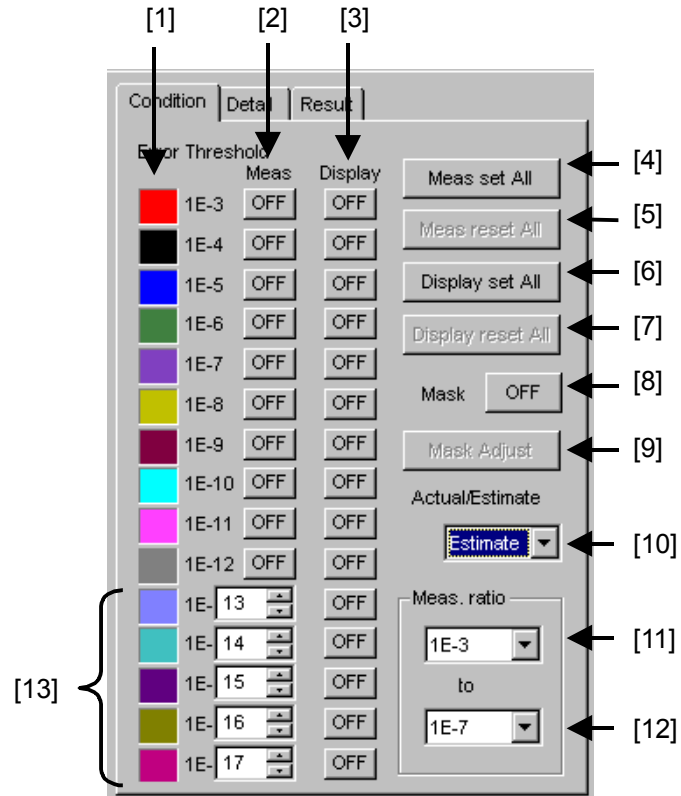 [1] [2] [3]
Condition Detail Result
Error Threshold
Meas Display
Meas set All [4]
1E-3 OFF OFF
Meas reset All [5]
1E-4 OFF OFF
Display set All [6]
1E-5 OFF OFF
1E-6 OFF OFF
Display reset All [7]
1E-7 OFF OFF
Mask OFF [8]
1E-8 OFF OFF
1E-9 OFF OFF
Mask Adjust [9]
1E-10 OFF OFF
Actual/Estimate
1E-11 OFF OFF
Estimate [10]
1E-12 OFF OFF
Meas. ratio
1E- 13 OFF
1E- 14 OFF
1E-3 [11]
[13]
1E- 15 OFF
to
1E- 16 OFF
1E-7 [12]
1E- 17 OFF